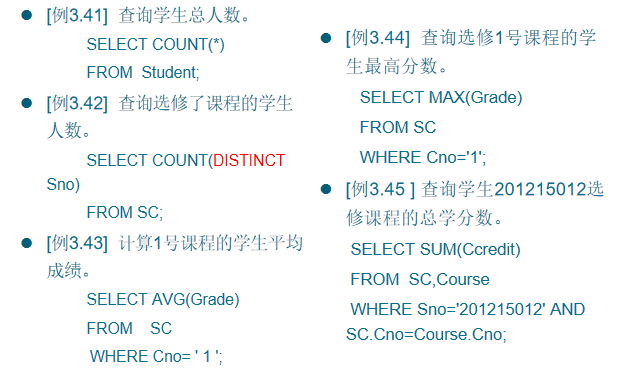 [例3.41] 查询学生总人数。
SELECT COUNT(*)
FROM Student;
[例3.42] 查询选修了课程的学生
人数。
SELECT COUNT(DISTINCT
Sno)
FROM SC;
[例3.43] 计算1号课程的学生平均
成绩。
SELECT AVG(Grade)
FROM SC
WHERE Cno= ' 1 ';
[例3.44] 查询选修1号课程的学
生最高分数。
SELECT MAX(Grade)
FROM SC
WHERE Cno='1';
[例3.45 ] 查询学生201215012选
修课程的总学分数。
SELECT SUM(Ccredit)
FROM SC,Course
WHERE Sno='201215012' AND
SC.Cno=Course.Cno;